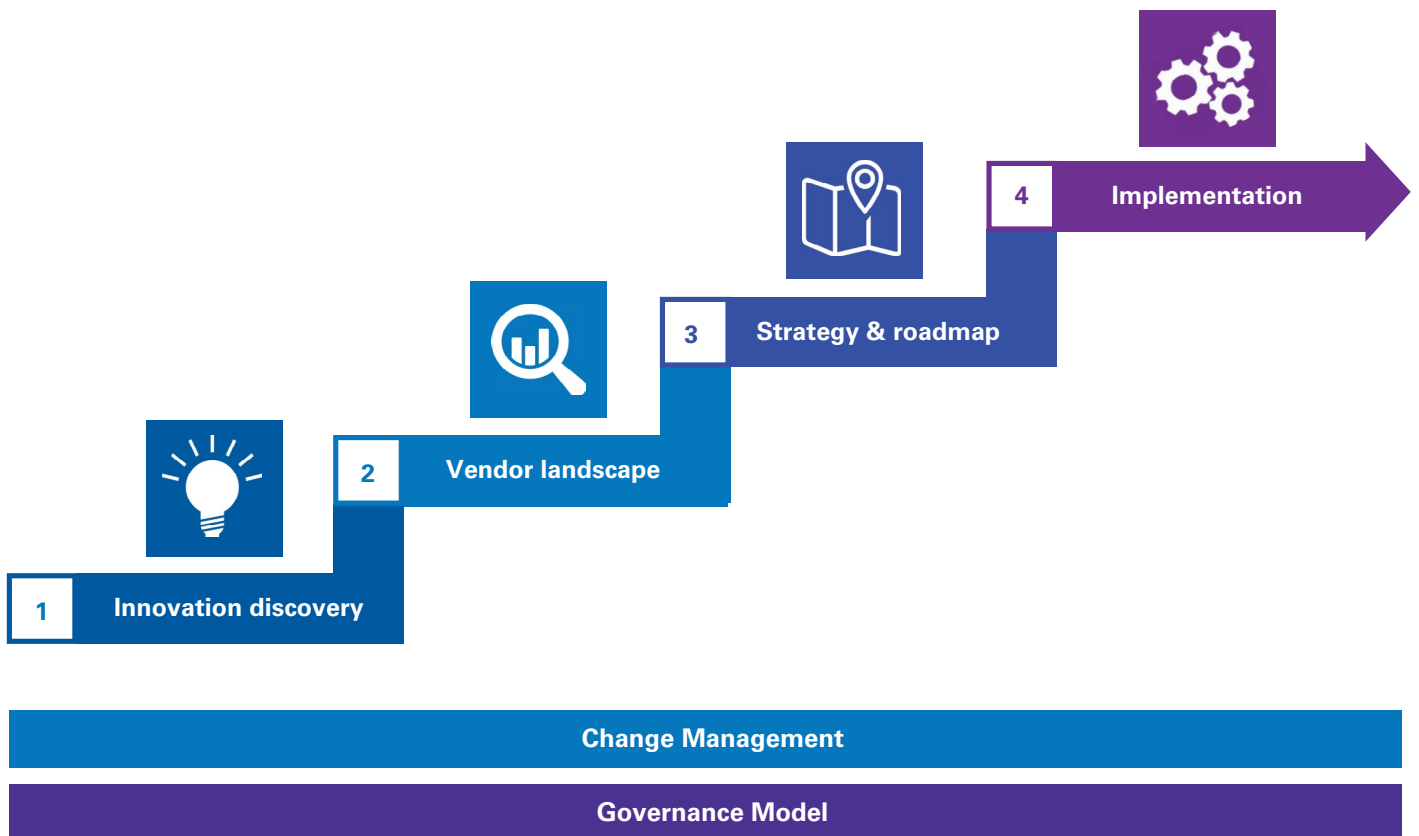 1
Innovation discovery
2
Vendor landscape
3
Strategy & roadmap
4
Implementation
Change Management
Governance Model